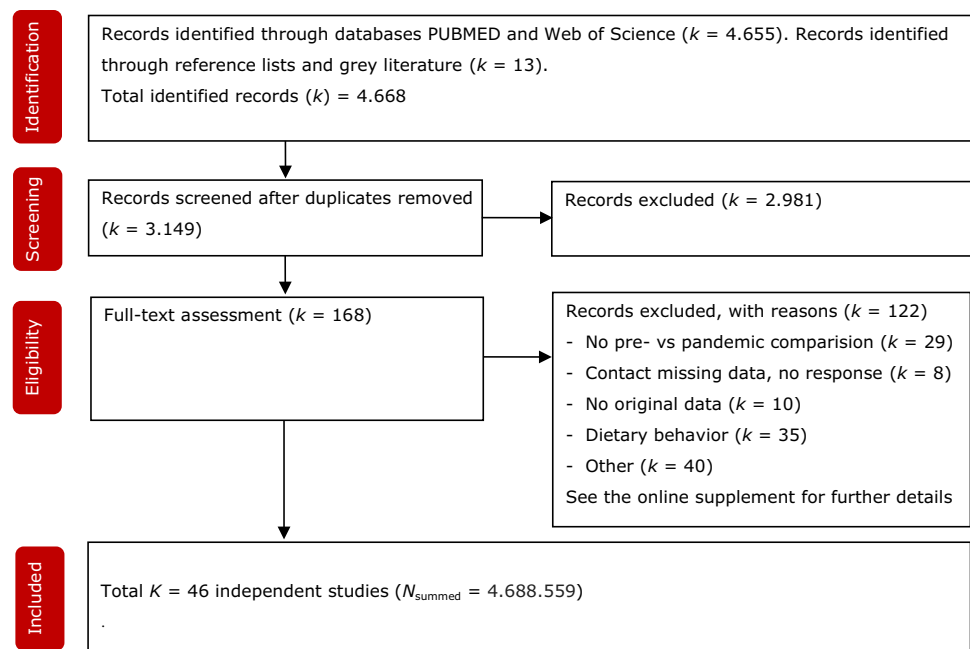 Identification
Records identified through databases PUBMED and Web of Science (k = 4.655). Records identified
through reference lists and grey literature (k = 13).
Total identified records (k) = 4.668
Screening
Records screened after duplicates removed
(k = 3.149)
Records excluded (k = 2.981)
Eligibility
Full-text assessment (k = 168)
Records excluded, with reasons (k = 122)
- No pre- vs pandemic comparision (k = 29)
- Contact missing data, no response (k = 8)
- No original data (k = 10)
- Dietary behavior (k = 35)
- Other (k = 40)
See the online supplement for further details
Included
Total K = 46 independent studies (Nsummed = 4.688.559)
.